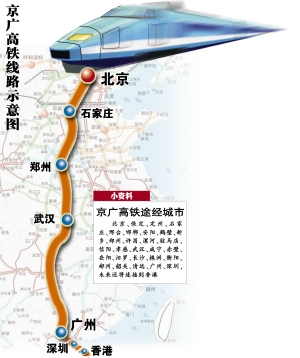 京广高铁线路示意图
北京
石家庄
郑州
武汉
小资料
京广高铁途经城市
北京、保定、定州、石家
庄、邢台、邯郸、安阳、鹤壁、新
乡、郑州、许昌、漯河、驻马店、
信阳、孝感、武汉、咸宁、赤壁、
岳阳、汨罗、长沙、株洲、衡阳、
郴州、韶关、清远、广州、深圳,
未来还将连接到香港
广州
深圳
香港